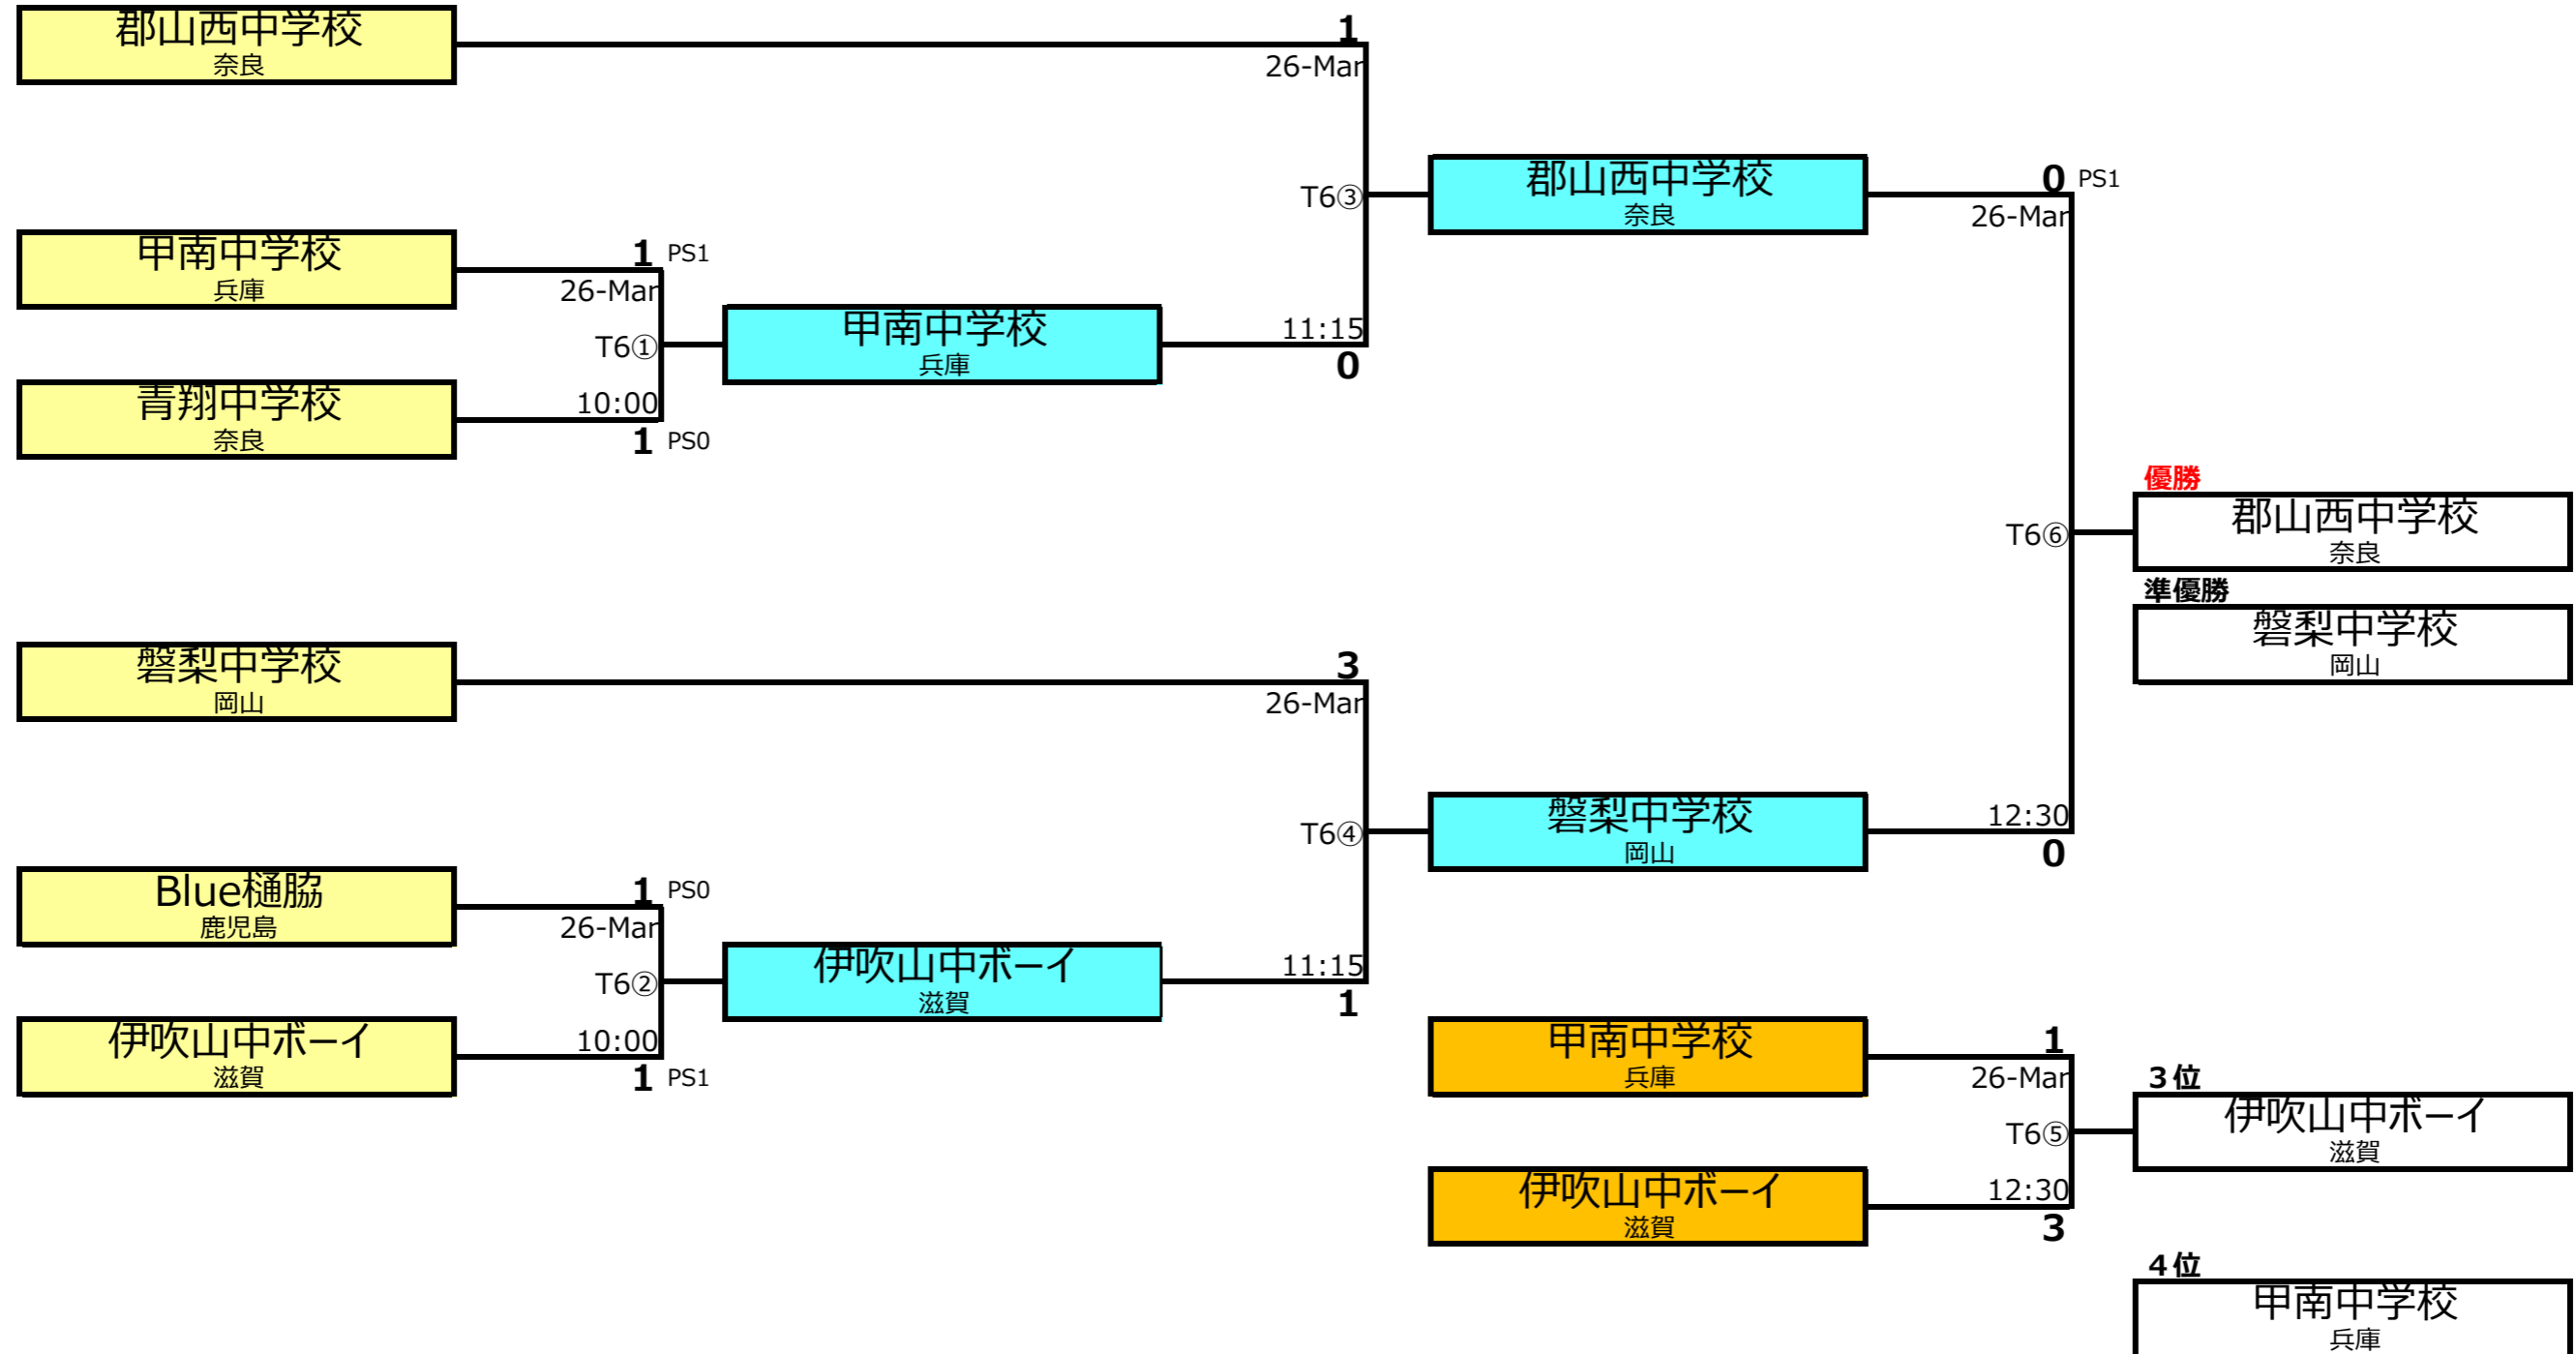 郡山西中学校
奈良
1
26-Mar
T6③
11:15
0
甲南中学校
兵庫
1 PS1
26-Mar
T6①
10:00
1 PS0
青翔中学校
奈良
甲南中学校
兵庫
郡山西中学校
奈良
0 PS1
26-Mar
T6⑥
12:30
0
優勝
郡山西中学校
奈良
準優勝
磐梨中学校
岡山
磐梨中学校
岡山
3
26-Mar
T6④
11:15
1
磐梨中学校
岡山
Blue樋脇
鹿児島
1 PS0
26-Mar
T6②
10:00
1 PS1
伊吹山中ボーイ
滋賀
伊吹山中ボーイ
滋賀
甲南中学校
兵庫
1
26-Mar
T6⑤
12:30
3
伊吹山中ボーイ
滋賀
３位
伊吹山中ボーイ
滋賀
４位
甲南中学校
兵庫